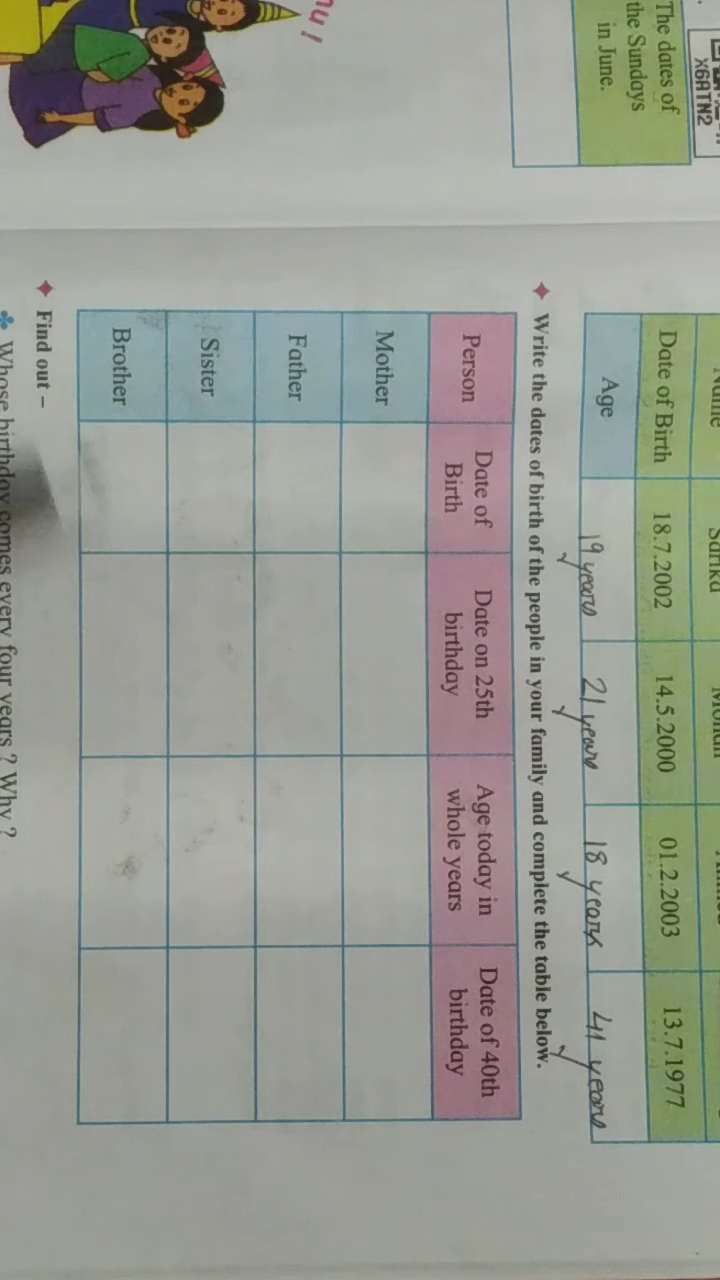 The dates of
the Sundays
in June.
X6RTN2
Date of Birth 18.7.2002 14.5.2000 01.2.2003 13.7.1977
Age 19 years 21 years 18 years 41 years
Write the dates of birth of the people in your family and complete the table below.
Person Date of Birth Date on 25th birthday Age today in whole years Date of 40th birthday
Mother
Father
Sister
Brother
Find out –
Whose birthday comes every four years ? Why ?